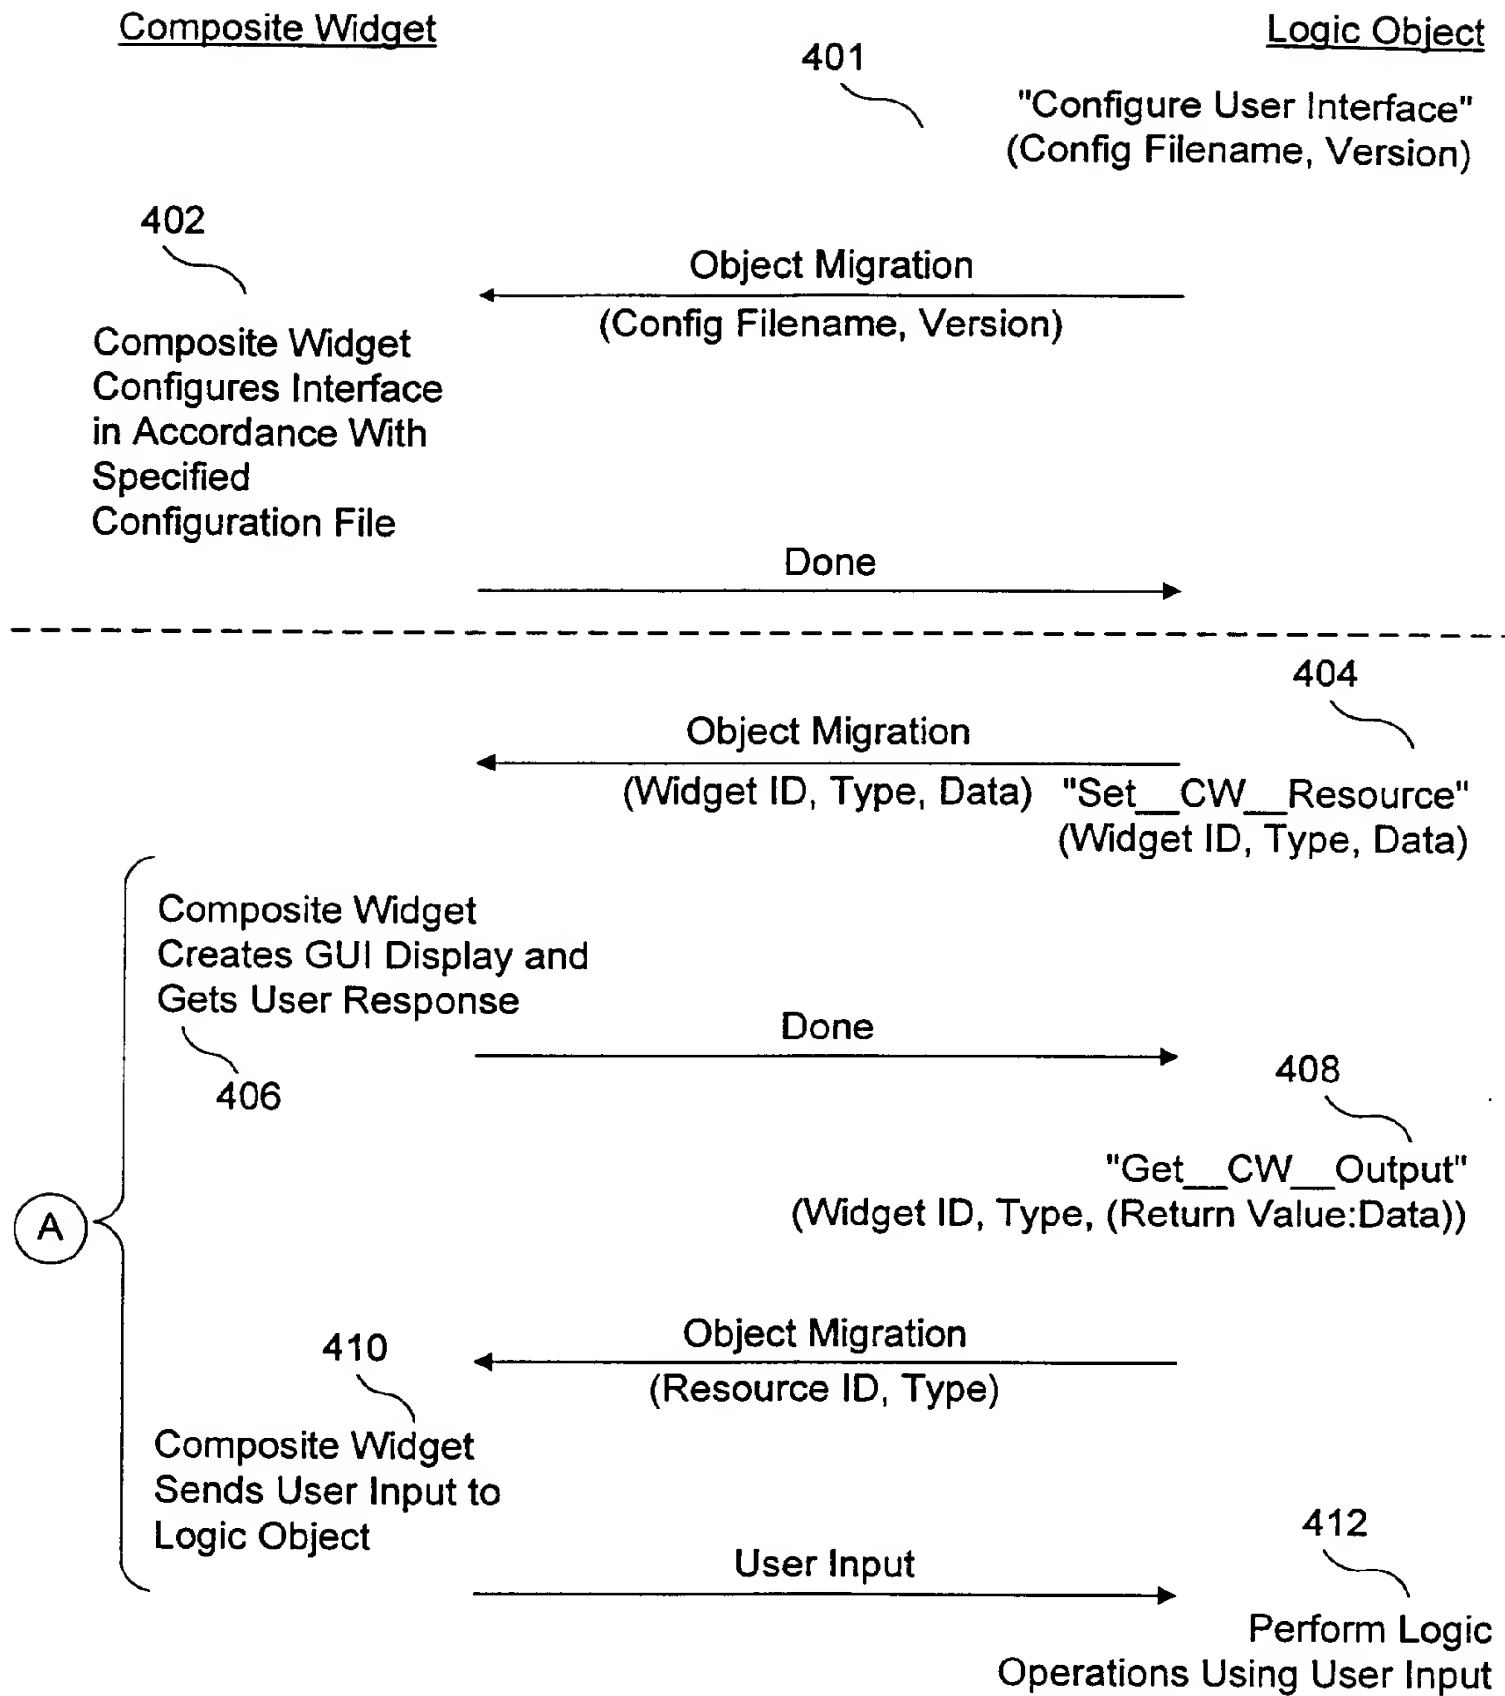 Composite Widget
Logic Object
401
"Configure User Interface"
(Config Filename, Version)
402
Object Migration
(Config Filename, Version)
Composite Widget
Configures Interface
in Accordance With
Specified
Configuration File
Done
404
Object Migration
(Widget ID, Type, Data)
"Set__CW__Resource"
(Widget ID, Type, Data)
Composite Widget
Creates GUI Display and
Gets User Response
406
Done
408
"Get__CW__Output"
(Widget ID, Type, (Return Value:Data))
A
Object Migration
(Resource ID, Type)
410
Composite Widget
Sends User Input to
Logic Object
User Input
412
Perform Logic
Operations Using User Input